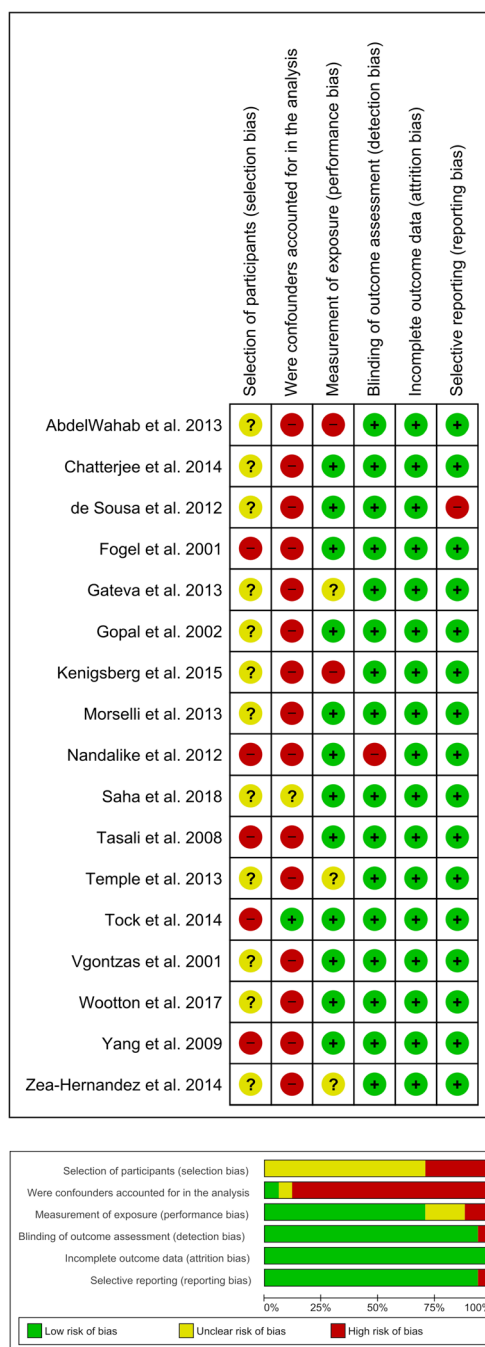 Selection of participants (selection bias)
Were confounders accounted for in the analysis
Measurement of exposure (performance bias)
Blinding of outcome assessment (detection bias)
Incomplete outcome data (attrition bias)
Selective reporting (reporting bias)
AbdelWahab et al. 2013 ? – – + + +
Chatterjee et al. 2014 ? – + + + +
de Sousa et al. 2012 ? – + + + –
Fogel et al. 2001 – – + + + +
Gateva et al. 2013 ? – ? + + +
Gopal et al. 2002 ? – + + + +
Kenigsberg et al. 2015 ? – – + + +
Morselli et al. 2013 ? – + + + +
Nandalike et al. 2012 – – + – + +
Saha et al. 2018 ? ? + + + +
Tasali et al. 2008 – – + + + +
Temple et al. 2013 ? – ? + + +
Tock et al. 2014 – + + + + +
Vgontzas et al. 2001 ? – + + + +
Wootton et al. 2017 ? – + + + +
Yang et al. 2009 – – + + + +
Zea-Hernandez et al. 2014 ? – ? + + +
Selection of participants (selection bias)
Were confounders accounted for in the analysis
Measurement of exposure (performance bias)
Blinding of outcome assessment (detection bias)
Incomplete outcome data (attrition bias)
Selective reporting (reporting bias)
0% 25% 50% 75% 100%
Low risk of bias Unclear risk of bias High risk of bias